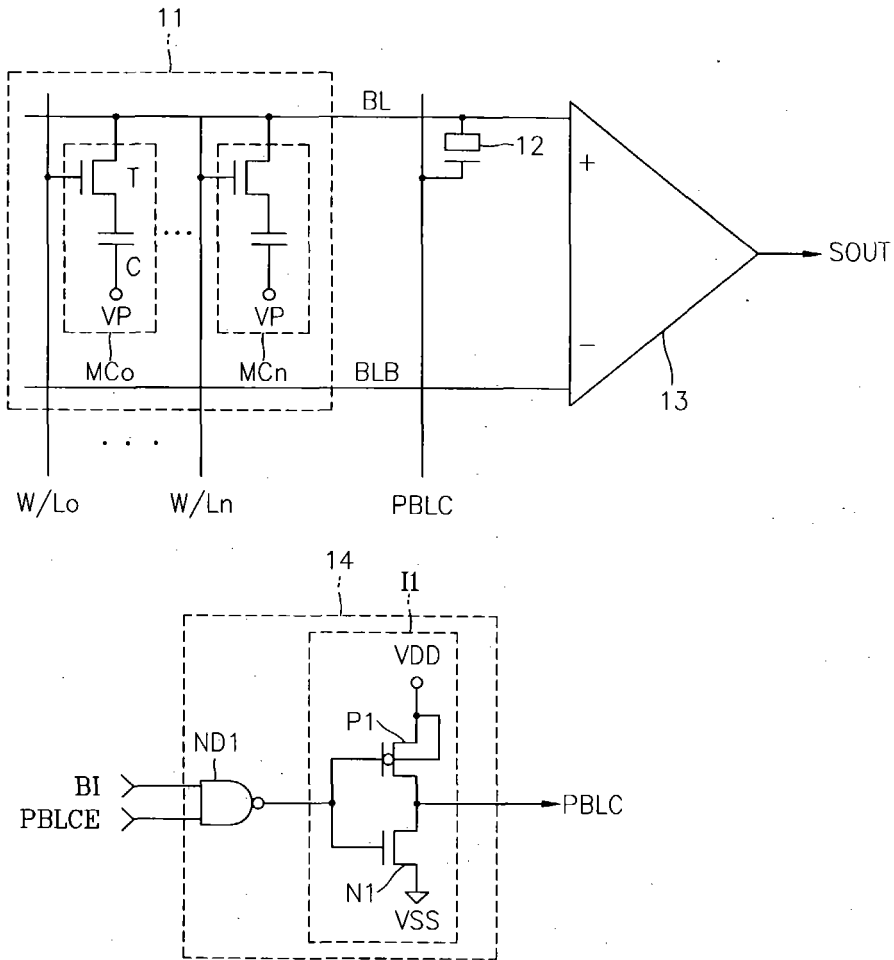 11
BL
12
T
+
...
SOUT
C
VP
VP
−
MCo
MCn
BLB
13
. . .
W/Lo
W/Ln
PBLC
14
I1
VDD
P1
ND1
BI
PBLC
PBLCE
N1
VSS